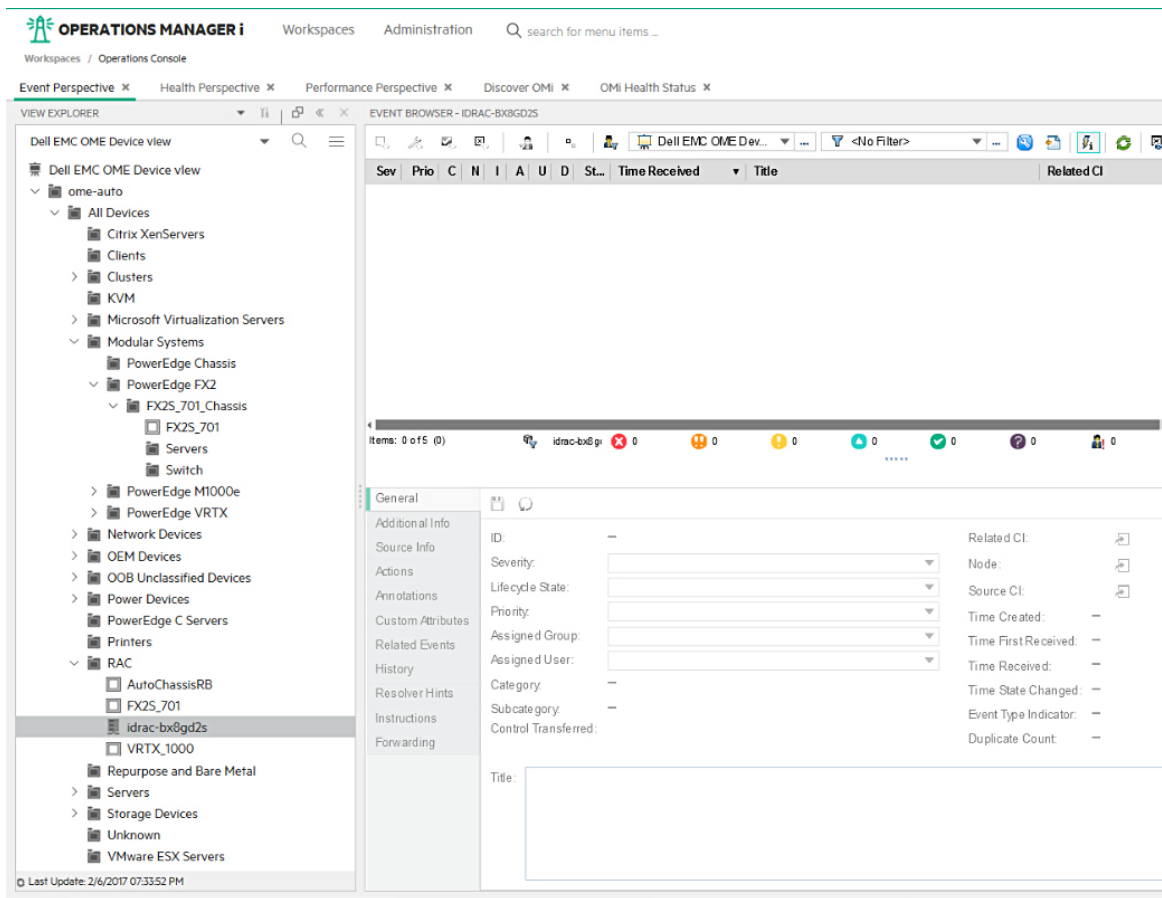 OPERATIONS MANAGER i Workspaces Administration search for menu items ..
Workspaces / Operations Console
Event Perspective × Health Perspective × Performance Perspective × Discover OMi × OMi Health Status ×
VIEW EXPLORER
EVENT BROWSER - IDRAC-BX8GD2S
Dell EMC OME Device view
Dell EMC OME Dev... ... <No Filter> ...
Dell EMC OME Device view
ome-auto
All Devices
Citrix XenServers
Clients
Clusters
KVM
Microsoft Virtualization Servers
Modular Systems
PowerEdge Chassis
PowerEdge FX2
FX2S_701_Chassis
FX2S_701
Servers
Switch
PowerEdge M1000e
PowerEdge VRTX
Network Devices
OEM Devices
OOB Unclassified Devices
Power Devices
PowerEdge C Servers
Printers
RAC
AutoChassisRB
FX2S_701
idrac-bx8gd2s
VRTX_1000
Repurpose and Bare Metal
Servers
Storage Devices
Unknown
VMware ESX Servers
Last Update: 2/6/2017 07:33:52 PM
Sev Prio C N I A U D St... Time Received Title Related CI
Items: 0 of 5 (0) idrac-bx8g 0 0 0 0 0 0 0
General
Additional Info
Source Info
Actions
Annotations
Custom Attributes
Related Events
History
Resolver Hints
Instructions
Forwarding
ID: —
Severity:
Lifecycle State:
Priority:
Assigned Group:
Assigned User:
Category: —
Subcategory: —
Control Transferred:
Related CI:
Node:
Source CI:
Time Created: —
Time First Received: —
Time Received: —
Time State Changed: —
Event Type Indicator: —
Duplicate Count: —
Title: